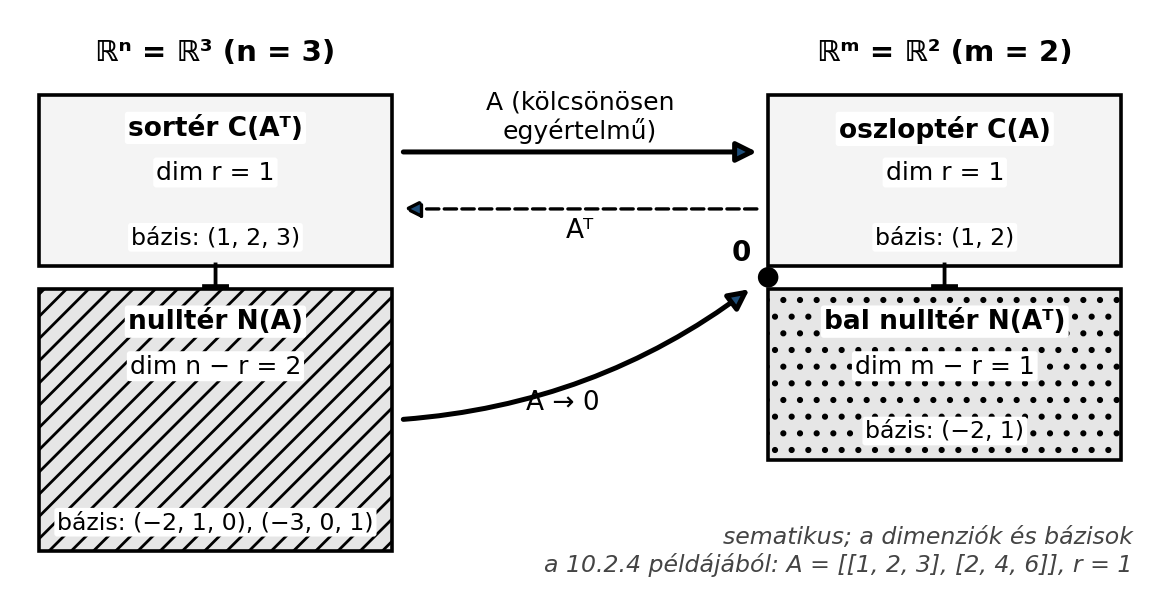 ℝⁿ = ℝ³ (n = 3)
ℝᵐ = ℝ² (m = 2)
sortér C(Aᵀ)
dim r = 1
bázis: (1, 2, 3)
A (kölcsönösen
egyértelmű)
Aᵀ
oszloptér C(A)
dim r = 1
bázis: (1, 2)
0
nulltér N(A)
dim n − r = 2
bázis: (−2, 1, 0), (−3, 0, 1)
A → 0
bal nulltér N(Aᵀ)
dim m − r = 1
bázis: (−2, 1)
sematikus; a dimenziók és bázisok
a 10.2.4 példájából: A = [[1, 2, 3], [2, 4, 6]], r = 1